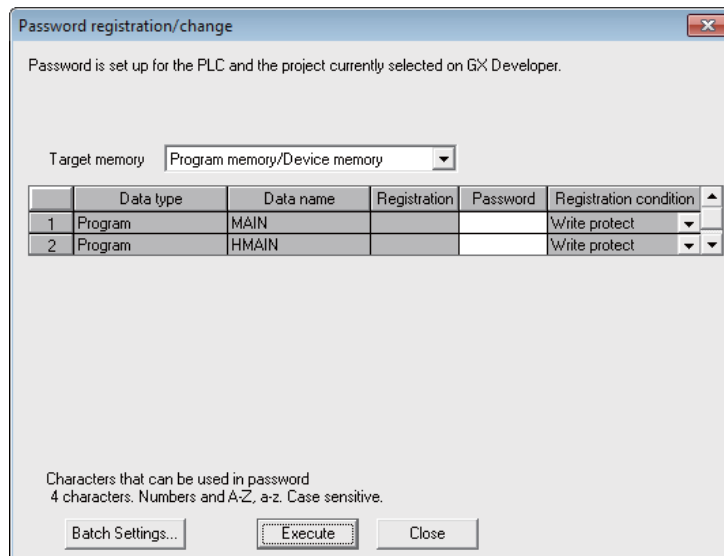 Password registration/change
Password is set up for the PLC and the project currently selected on GX Developer.
Target memory Program memory/Device memory
Data type Data name Registration Password Registration condition
1 Program MAIN Write protect
2 Program HMAIN Write protect
Characters that can be used in password
4 characters. Numbers and A-Z, a-z. Case sensitive.
Batch Settings... Execute Close